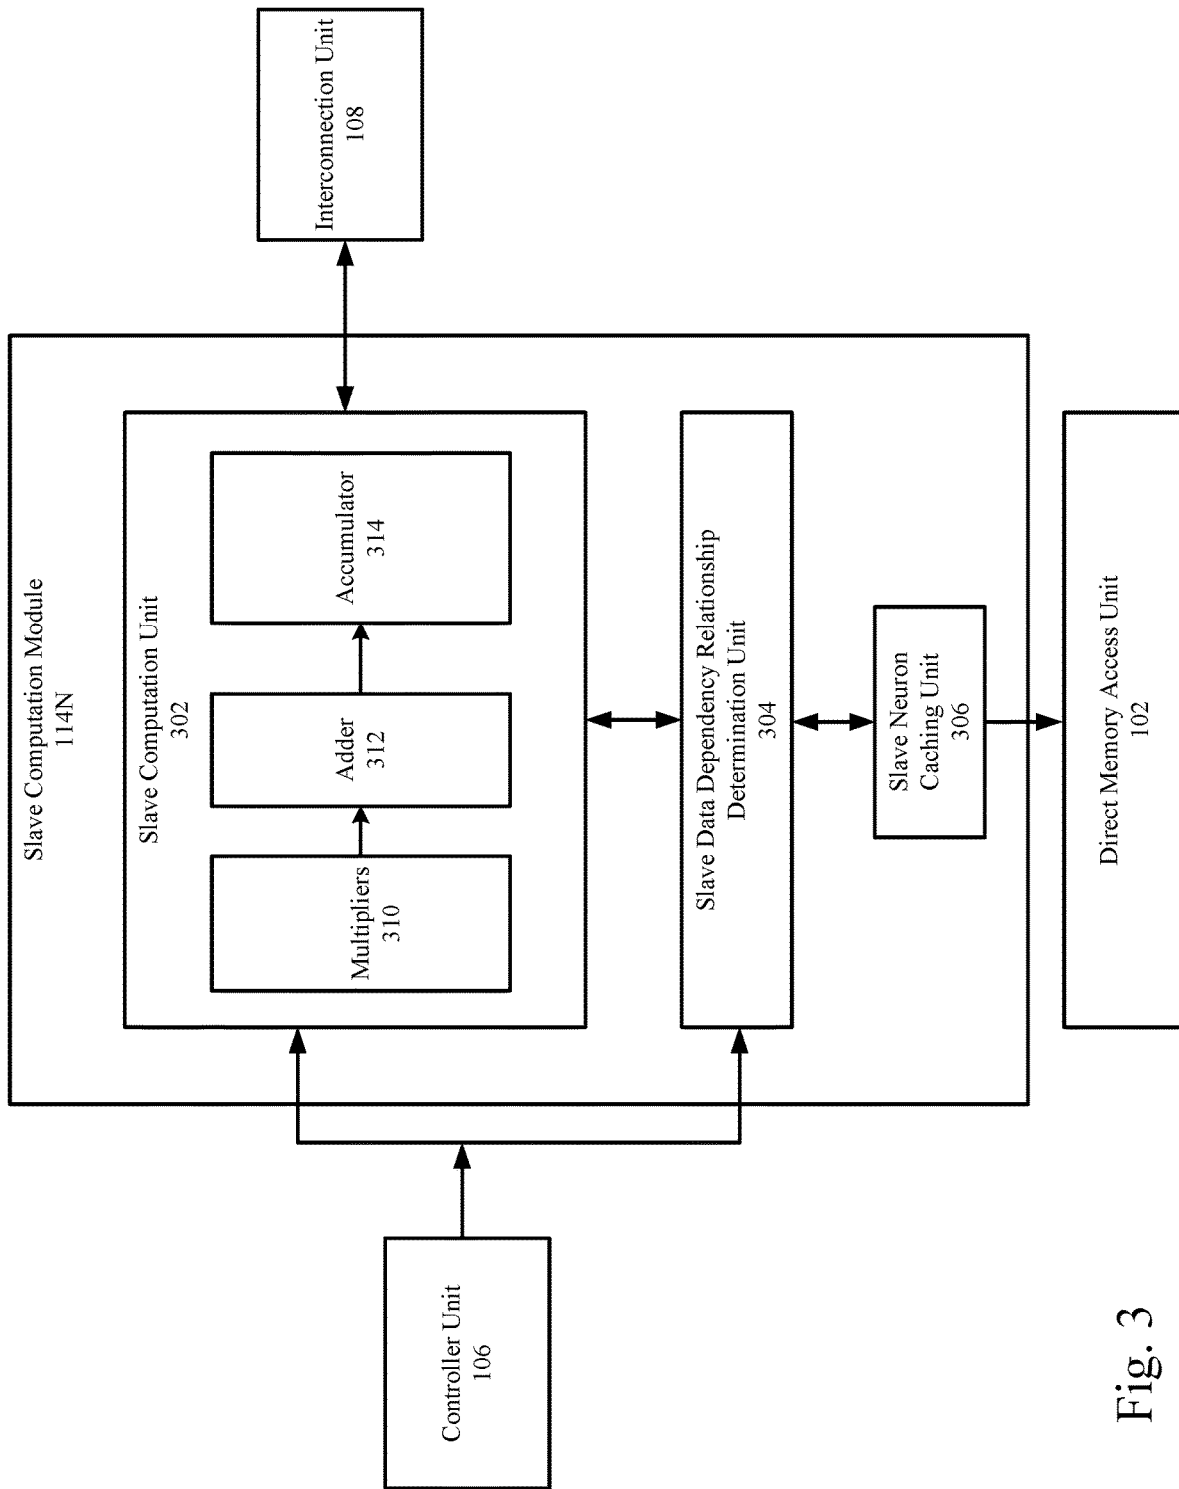 Slave Computation Module
114N
Slave Computation Unit
302
Multipliers
310
Adder
312
Accumulator
314
Interconnection Unit
108
Controller Unit
106
Slave Data Dependency Relationship
Determination Unit
304
Slave Neuron
Caching Unit
306
Direct Memory Access Unit
102
Fig. 3